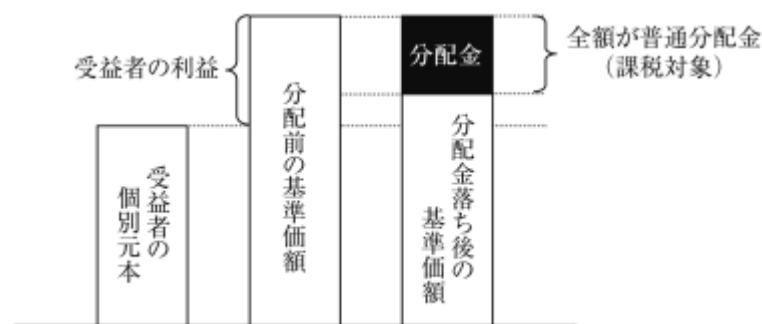 受益者の利益
分配金
全額が普通分配金
（課税対象）
受益者の
個別元本
分配前の基準価額
分配金落ち後の
基準価額